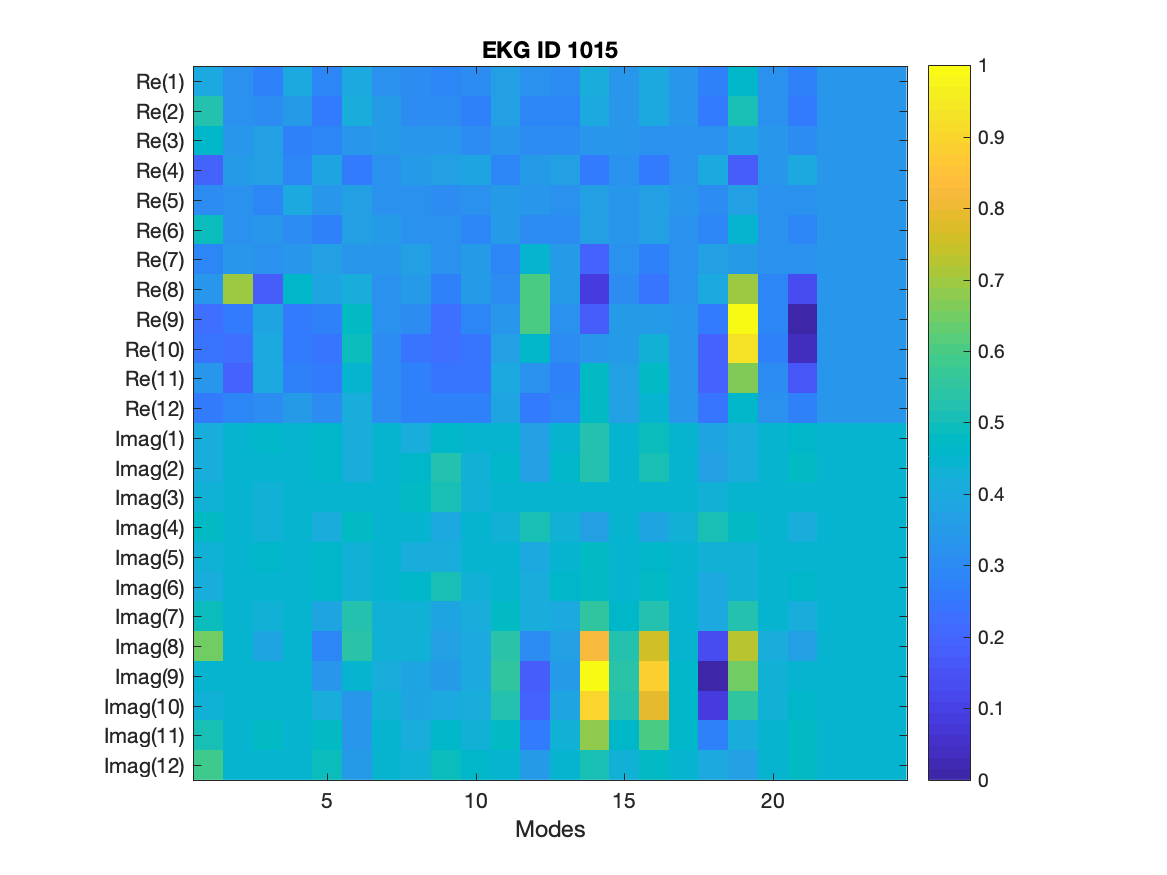 EKG ID 1015
Re(1)
Re(2)
Re(3)
Re(4)
Re(5)
Re(6)
Re(7)
Re(8)
Re(9)
Re(10)
Re(11)
Re(12)
Imag(1)
Imag(2)
Imag(3)
Imag(4)
Imag(5)
Imag(6)
Imag(7)
Imag(8)
Imag(9)
Imag(10)
Imag(11)
Imag(12)
5 10 15 20
Modes
1
0.9
0.8
0.7
0.6
0.5
0.4
0.3
0.2
0.1
0